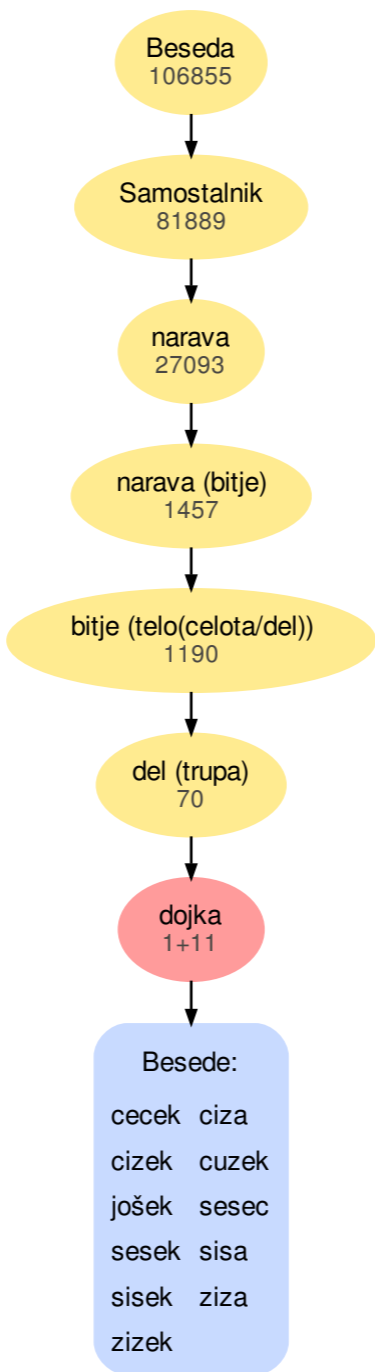 Beseda
106855
Samostalnik
81889
narava
27093
narava (bitje)
1457
bitje (telo(celota/del))
1190
del (trupa)
70
dojka
1+11
Besede:
cecek ciza
cizek cuzek
jošek sesec
sesek sisa
sisek ziza
zizek